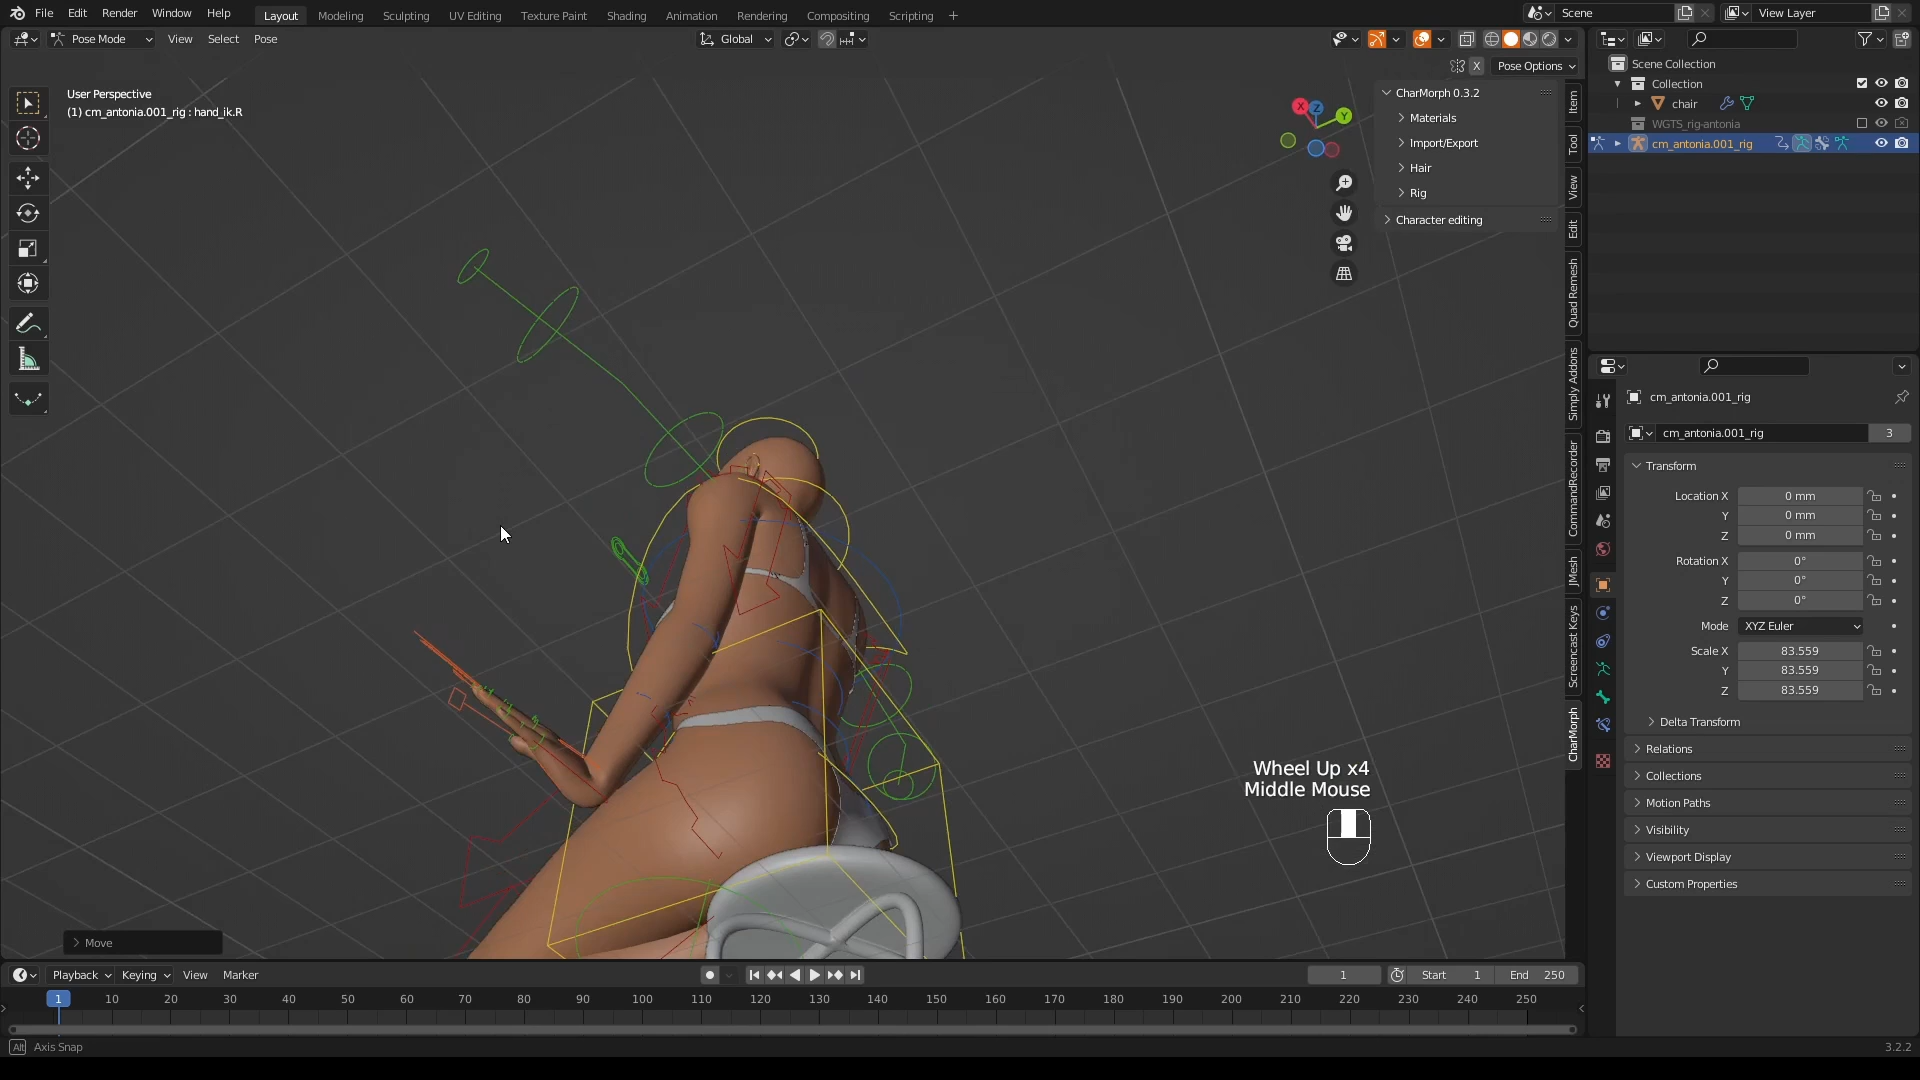 File Edit Render Window Help
Layout Modeling Sculpting UV Editing Texture Paint Shading Animation Rendering Compositing Scripting +
Scene
View Layer
Pose Mode View Select Pose
Global
X Pose Options
User Perspective
(1) cm_antonia.001_rig : hand_ik.R
X Z Y
CharMorph 0.3.2
Materials
Import/Export
Hair
Rig
Character editing
Item
Tool
View
Edit
Quad Remesh
Simply Addons
CommandRecorder
JMesh
Screencast Keys
CharMorph
Scene Collection
Collection
chair
WGTS_rig-antonia
cm_antonia.001_rig
cm_antonia.001_rig
cm_antonia.001_rig 3
Transform
Location X 0 mm
Y 0 mm
Z 0 mm
Rotation X 0°
Y 0°
Z 0°
Mode XYZ Euler
Scale X 83.559
Y 83.559
Z 83.559
Delta Transform
Relations
Collections
Motion Paths
Visibility
Viewport Display
Custom Properties
Wheel Up x4
Middle Mouse
Move
Playback Keying View Marker
1 Start 1 End 250
1 10 20 30 40 50 60 70 80 90 100 110 120 130 140 150 160 170 180 190 200 210 220 230 240 250
Alt Axis Snap
3.2.2